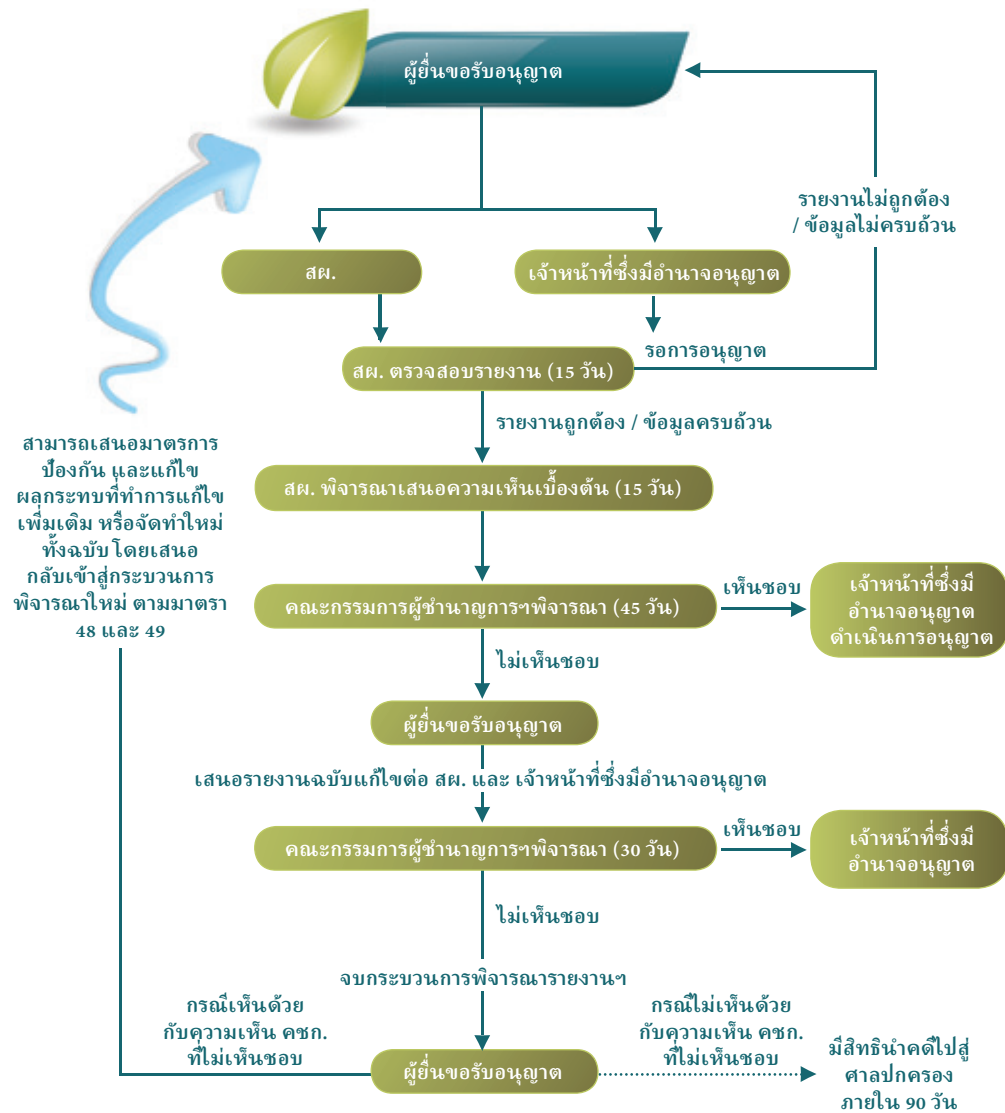 ผู้ยื่นขอรับอนุญาต
รายงานไม่ถูกต้อง
/ ข้อมูลไม่ครบถ้วน
สผ.
เจ้าหน้าที่ซึ่งมีอำนาจอนุญาต
รอการอนุญาต
สผ. ตรวจสอบรายงาน (15 วัน)
รายงานถูกต้อง / ข้อมูลครบถ้วน
สผ. พิจารณาเสนอความเห็นเบื้องต้น (15 วัน)
สามารถเสนอมาตรการ
ป้องกัน และแก้ไข
ผลกระทบที่ทำการแก้ไข
เพิ่มเติม หรือจัดทำใหม่
ทั้งฉบับ โดยเสนอ
กลับเข้าสู่กระบวนการ
พิจารณาใหม่ ตามมาตรา
48 และ 49
คณะกรรมการผู้ชำนาญการฯพิจารณา (45 วัน)
เห็นชอบ
เจ้าหน้าที่ซึ่งมี
อำนาจอนุญาต
ดำเนินการอนุญาต
ไม่เห็นชอบ
ผู้ยื่นขอรับอนุญาต
เสนอรายงานฉบับแก้ไขต่อ สผ. และ เจ้าหน้าที่ซึ่งมีอำนาจอนุญาต
คณะกรรมการผู้ชำนาญการฯพิจารณา (30 วัน)
เห็นชอบ
เจ้าหน้าที่ซึ่งมี
อำนาจอนุญาต
ไม่เห็นชอบ
จบกระบวนการพิจารณารายงานฯ
กรณีเห็นด้วย
กับความเห็น คชก.
ที่ไม่เห็นชอบ
กรณีไม่เห็นด้วย
กับความเห็น คชก.
ที่ไม่เห็นชอบ
ผู้ยื่นขอรับอนุญาต
มีสิทธินำคดีไปสู่
ศาลปกครอง
ภายใน 90 วัน